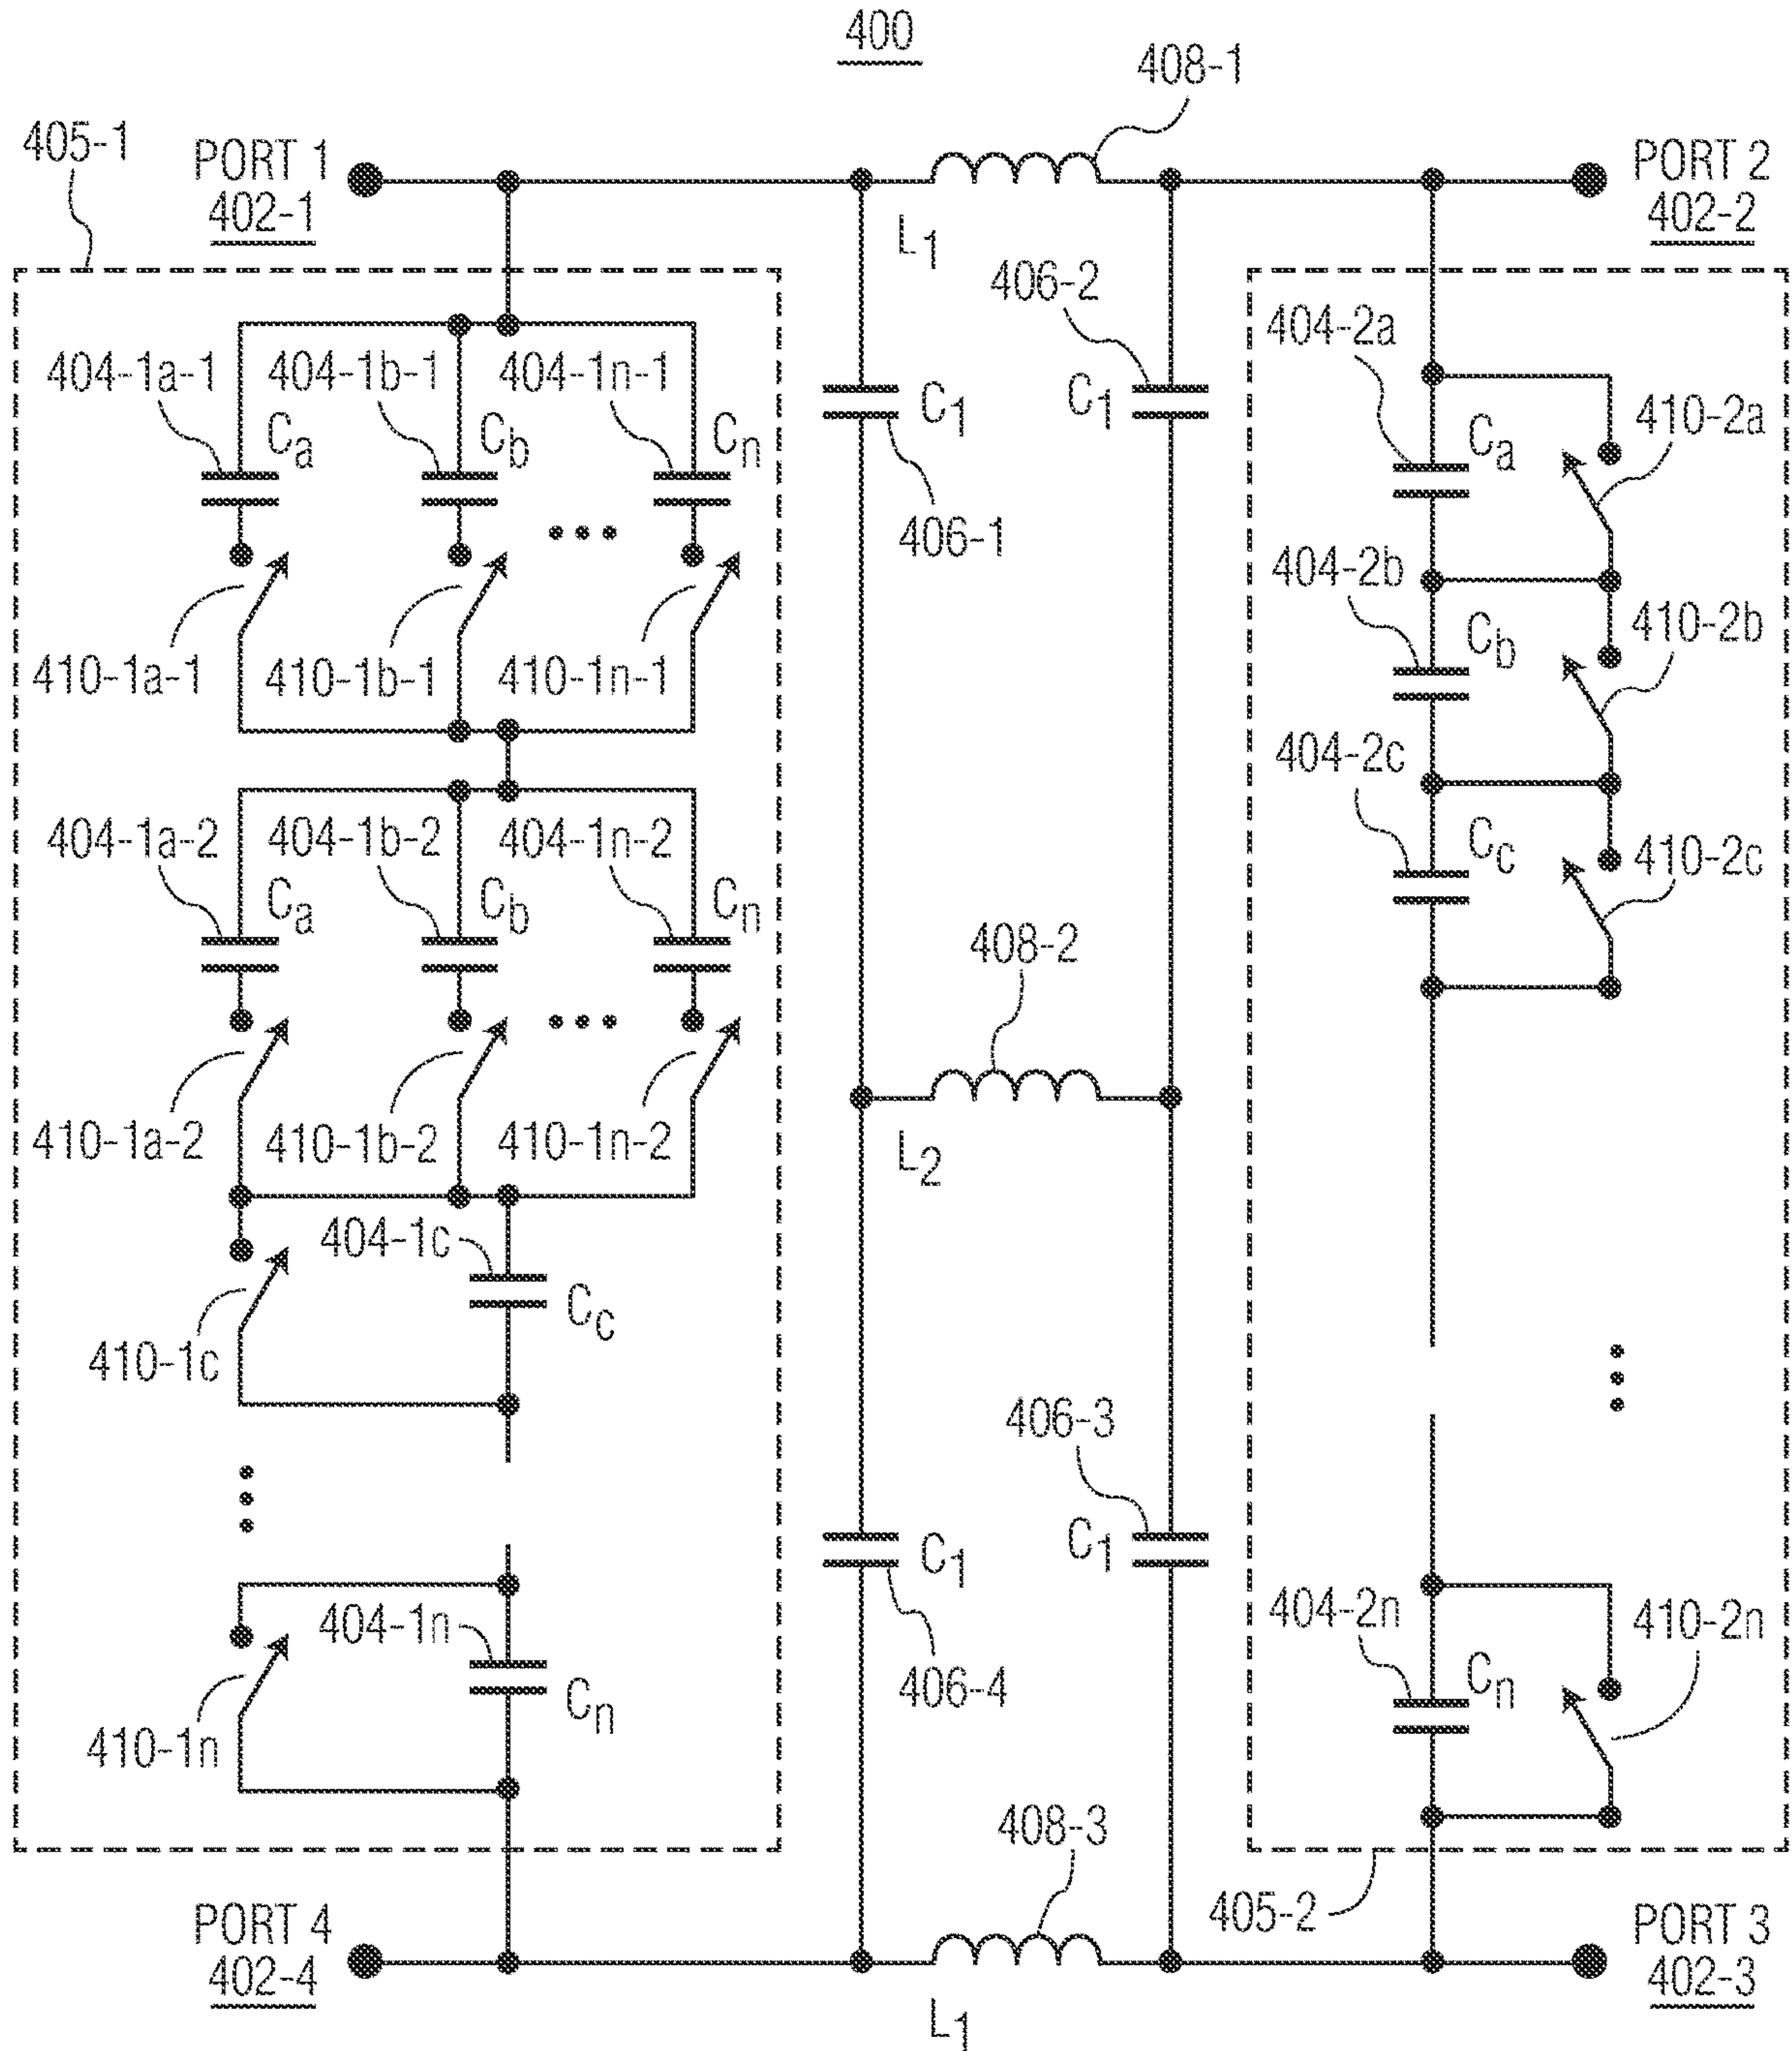 400
408-1
405-1
PORT 1
402-1
PORT 2
402-2
L1
406-2
404-1a-1
404-1b-1
404-1n-1
Ca
Cb
Cn
C1
C1
404-2a
Ca
410-2a
406-1
404-2b
Cb
410-2b
410-1a-1
410-1b-1
410-1n-1
404-2c
Cc
410-2c
404-1a-2
404-1b-2
404-1n-2
Ca
Cb
Cn
408-2
410-1a-2
410-1b-2
410-1n-2
L2
404-1c
Cc
410-1c
406-3
C1
C1
404-1n
Cn
410-1n
406-4
404-2n
Cn
410-2n
408-3
405-2
PORT 4
402-4
PORT 3
402-3
L1